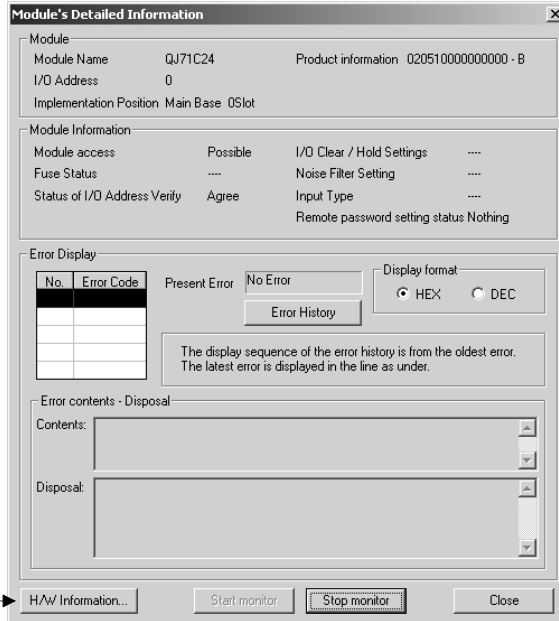 Module's Detailed Information
Module
Module Name QJ71C24 Product information 020510000000000 - B
I/O Address 0
Implementation Position Main Base 0Slot
Module Information
Module access Possible I/O Clear / Hold Settings ----
Fuse Status ---- Noise Filter Setting ----
Status of I/O Address Verify Agree Input Type ----
Remote password setting status Nothing
Error Display
No. Error Code
Present Error No Error
Display format
HEX DEC
Error History
The display sequence of the error history is from the oldest error.
The latest error is displayed in the line as under.
Error contents - Disposal
Contents:
Disposal:
H/W Information... Start monitor Stop monitor Close